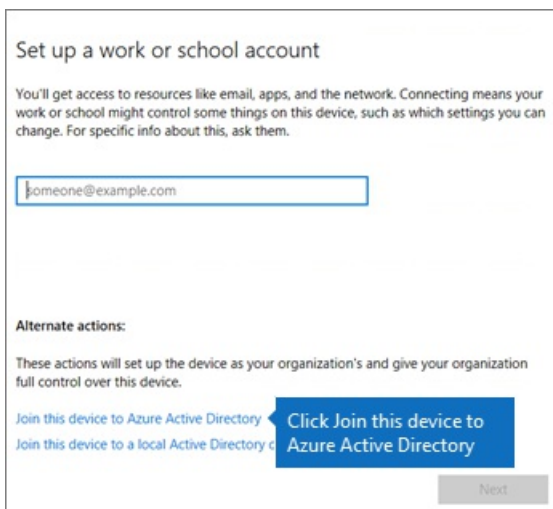 Set up a work or school account
You'll get access to resources like email, apps, and the network. Connecting means your
work or school might control some things on this device, such as which settings you can
change. For specific info about this, ask them.
someone@example.com
Alternate actions:
These actions will set up the device as your organization's and give your organization
full control over this device.
Join this device to Azure Active Directory
Click Join this device to
Azure Active Directory
Join this device to a local Active Directory
Next